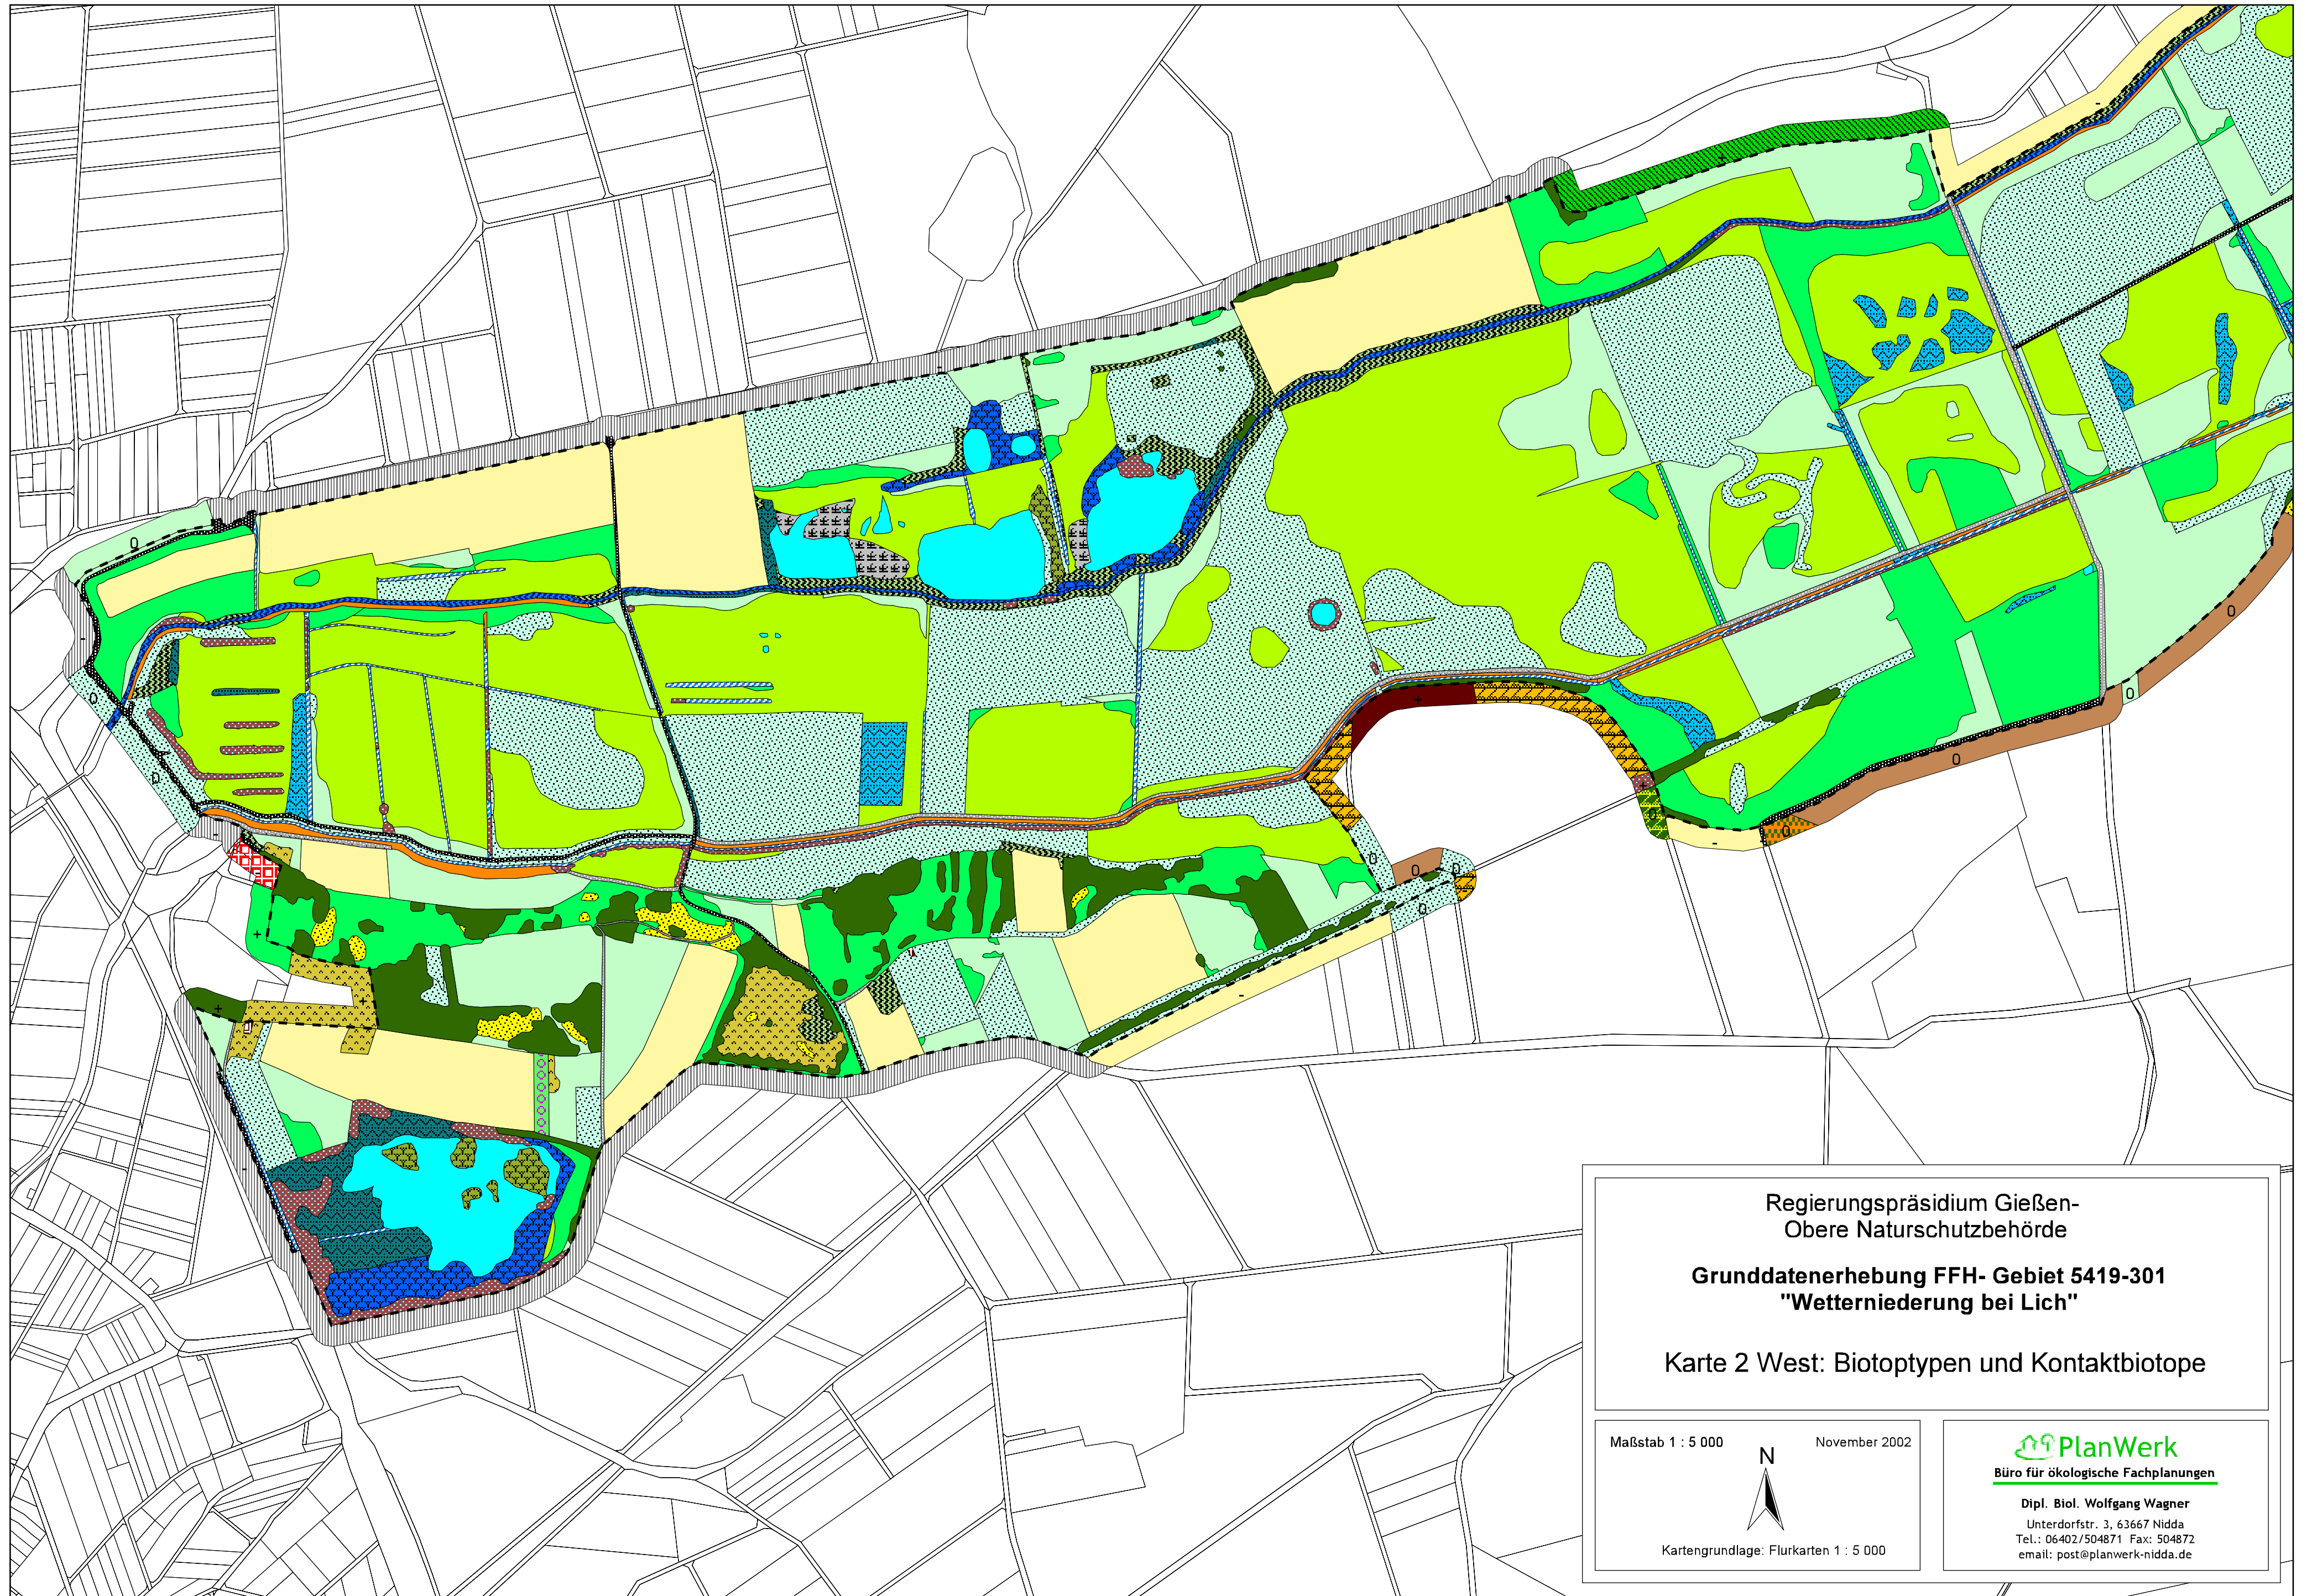 Regierungspräsidium Gießen-
Obere Naturschutzbehörde
Grunddatenerhebung FFH- Gebiet 5419-301
"Wetterniederung bei Lich"
Karte 2 West: Biotoptypen und Kontaktbiotope
Maßstab 1 : 5 000
November 2002
N
Kartengrundlage: Flurkarten 1 : 5 000
PlanWerk
Büro für ökologische Fachplanungen
Dipl. Biol. Wolfgang Wagner
Unterdorfstr. 3, 63667 Nidda
Tel.: 06402/504871 Fax: 504872
email: post@planwerk-nidda.de